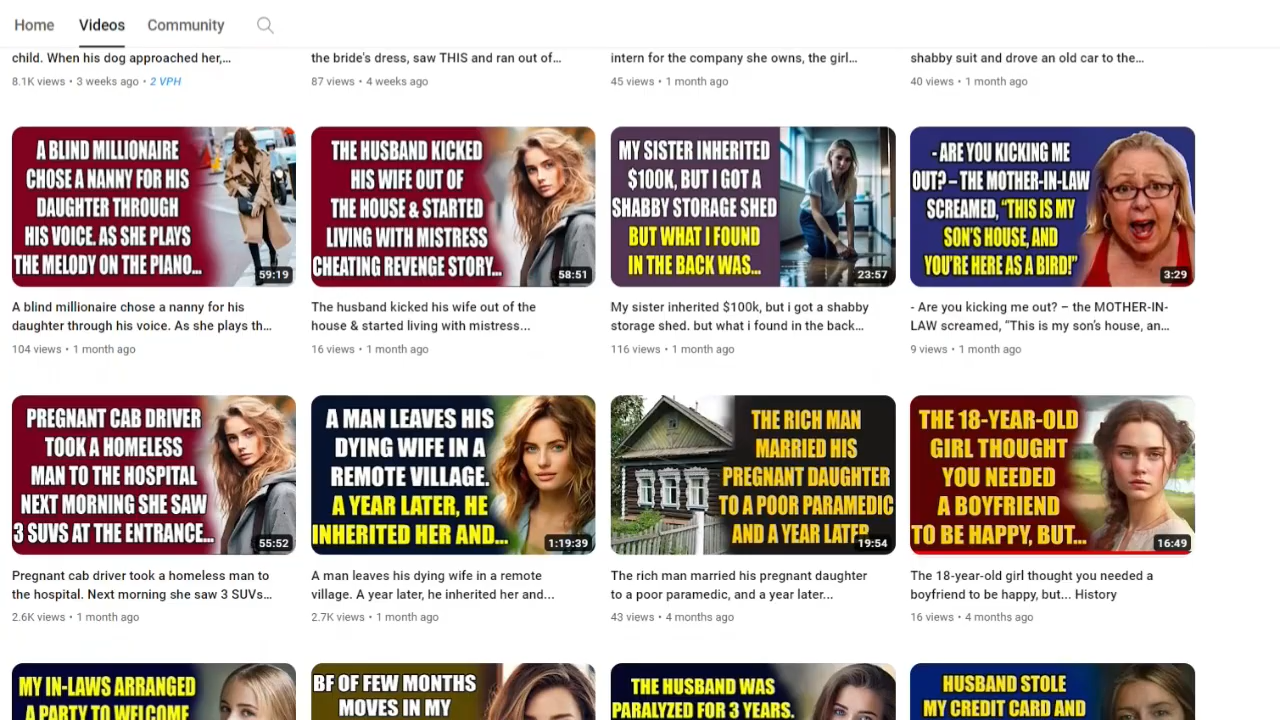 Home Videos Community
child. When his dog approached her,...
8.1K views • 3 weeks ago • 2 VPH
the bride's dress, saw THIS and ran out of...
87 views • 4 weeks ago
intern for the company she owns, the girl...
45 views • 1 month ago
shabby suit and drove an old car to the...
40 views • 1 month ago
A BLIND MILLIONAIRE
CHOSE A NANNY FOR HIS
DAUGHTER THROUGH
HIS VOICE. AS SHE PLAYS
THE MELODY ON THE PIANO...
59:19
A blind millionaire chose a nanny for his
daughter through his voice. As she plays th...
104 views • 1 month ago
THE HUSBAND KICKED
HIS WIFE OUT OF
THE HOUSE & STARTED
LIVING WITH MISTRESS
CHEATING REVENGE STORY...
58:51
The husband kicked his wife out of the
house & started living with mistress...
16 views • 1 month ago
MY SISTER INHERITED
$100K, BUT I GOT A
SHABBY STORAGE SHED
BUT WHAT I FOUND
IN THE BACK WAS...
23:57
My sister inherited $100k, but i got a shabby
storage shed. but what i found in the back...
116 views • 1 month ago
- ARE YOU KICKING ME
OUT? – THE MOTHER-IN-LAW
SCREAMED, “THIS IS MY
SON'S HOUSE, AND
YOU'RE HERE AS A BIRD!”
3:29
- Are you kicking me out? – the MOTHER-IN-
LAW screamed, “This is my son’s house, an...
9 views • 1 month ago
PREGNANT CAB DRIVER
TOOK A HOMELESS
MAN TO THE HOSPITAL
NEXT MORNING SHE SAW
3 SUVS AT THE ENTRANCE...
55:52
Pregnant cab driver took a homeless man to
the hospital. Next morning she saw 3 SUVs...
2.6K views • 1 month ago
A MAN LEAVES HIS
DYING WIFE IN A
REMOTE VILLAGE.
A YEAR LATER, HE
INHERITED HER AND...
1:19:39
A man leaves his dying wife in a remote
village. A year later, he inherited her and...
2.7K views • 1 month ago
THE RICH MAN
MARRIED HIS
PREGNANT DAUGHTER
TO A POOR PARAMEDIC
AND A YEAR LATER
19:54
The rich man married his pregnant daughter
to a poor paramedic, and a year later...
43 views • 4 months ago
THE 18-YEAR-OLD
GIRL THOUGHT
YOU NEEDED
A BOYFRIEND
TO BE HAPPY, BUT...
16:49
The 18-year-old girl thought you needed a
boyfriend to be happy, but... History
16 views • 4 months ago
MY IN-LAWS ARRANGED
A PARTY TO WELCOME
BF OF FEW MONTHS
MOVES IN MY
THE HUSBAND WAS
PARALYZED FOR 3 YEARS.
HUSBAND STOLE
MY CREDIT CARD AND